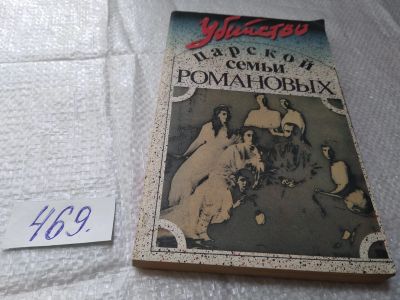 Убийство
царской
семьи
РОМАНОВЫХ
469.